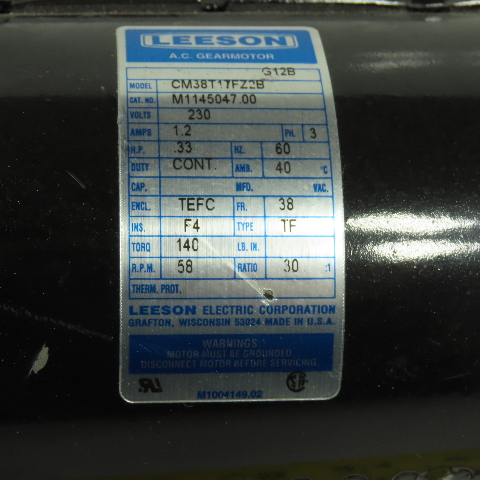 LEESON
A.C. GEARMOTOR
G12B
MODEL CM38T17FZ2B
CAT. NO. M1145047.00
VOLTS 230
AMPS 1.2 PH. 3
H.P. .33 HZ. 60
DUTY CONT. AMB. 40 °C
CAP. MFD. VAC.
ENCL. TEFC FR. 38
INS. F4 TYPE TF
TORQ 140 LB. IN.
R.P.M. 58 RATIO 30 :1
THERM. PROT.
LEESON ELECTRIC CORPORATION
GRAFTON, WISCONSIN 53024 MADE IN U.S.A.
WARNINGS:
MOTOR MUST BE GROUNDED.
DISCONNECT MOTOR BEFORE SERVICING.
M1004149.02